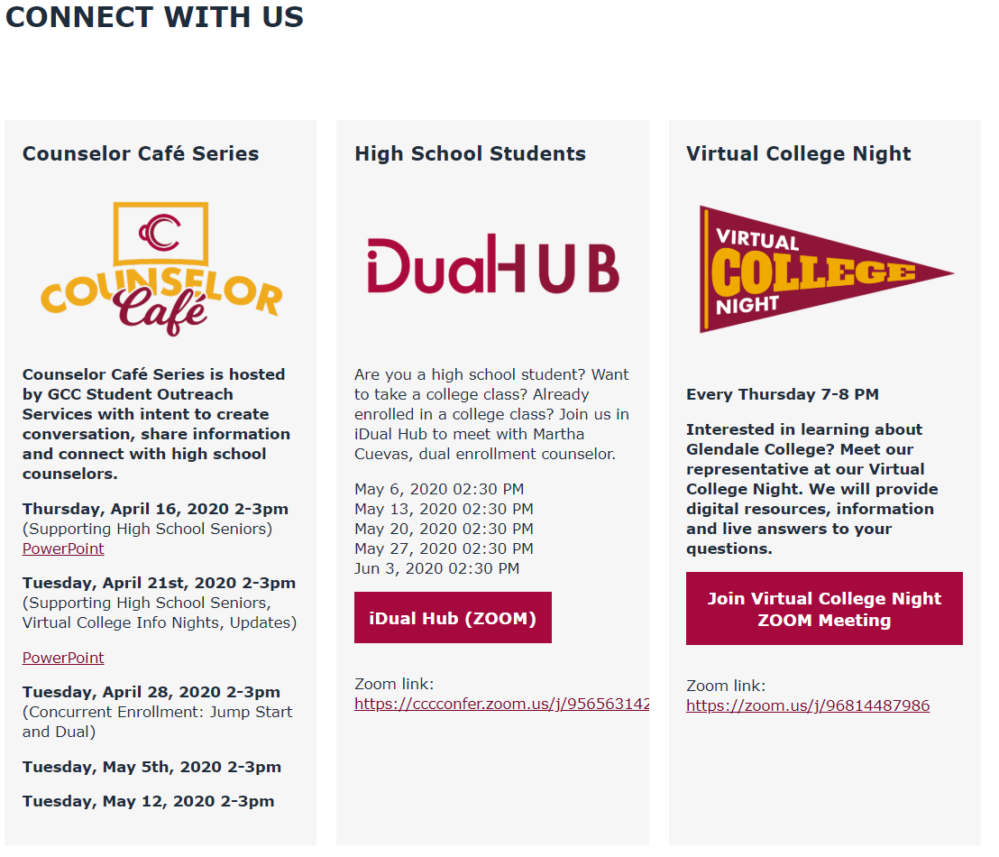 CONNECT WITH US
Counselor Café Series
C
COUNSELOR
Café
Counselor Café Series is hosted
by GCC Student Outreach
Services with intent to create
conversation, share information
and connect with high school
counselors.
Thursday, April 16, 2020 2-3pm
(Supporting High School Seniors)
PowerPoint
Tuesday, April 21st, 2020 2-3pm
(Supporting High School Seniors,
Virtual College Info Nights, Updates)
PowerPoint
Tuesday, April 28, 2020 2-3pm
(Concurrent Enrollment: Jump Start
and Dual)
Tuesday, May 5th, 2020 2-3pm
Tuesday, May 12, 2020 2-3pm
High School Students
iDualHUB
Are you a high school student? Want
to take a college class? Already
enrolled in a college class? Join us in
iDual Hub to meet with Martha
Cuevas, dual enrollment counselor.
May 6, 2020 02:30 PM
May 13, 2020 02:30 PM
May 20, 2020 02:30 PM
May 27, 2020 02:30 PM
Jun 3, 2020 02:30 PM
iDual Hub (ZOOM)
Zoom link:
https://cccconfer.zoom.us/j/956563142
Virtual College Night
VIRTUAL
COLLEGE
NIGHT
Every Thursday 7-8 PM
Interested in learning about
Glendale College? Meet our
representative at our Virtual
College Night. We will provide
digital resources, information
and live answers to your
questions.
Join Virtual College Night
ZOOM Meeting
Zoom link:
https://zoom.us/j/96814487986